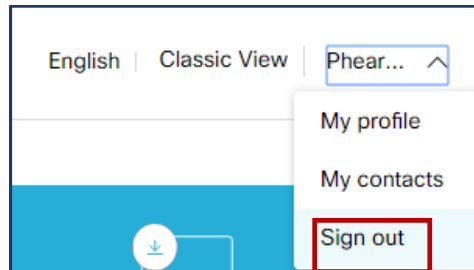 English Classic View Phear...
My profile
My contacts
Sign out